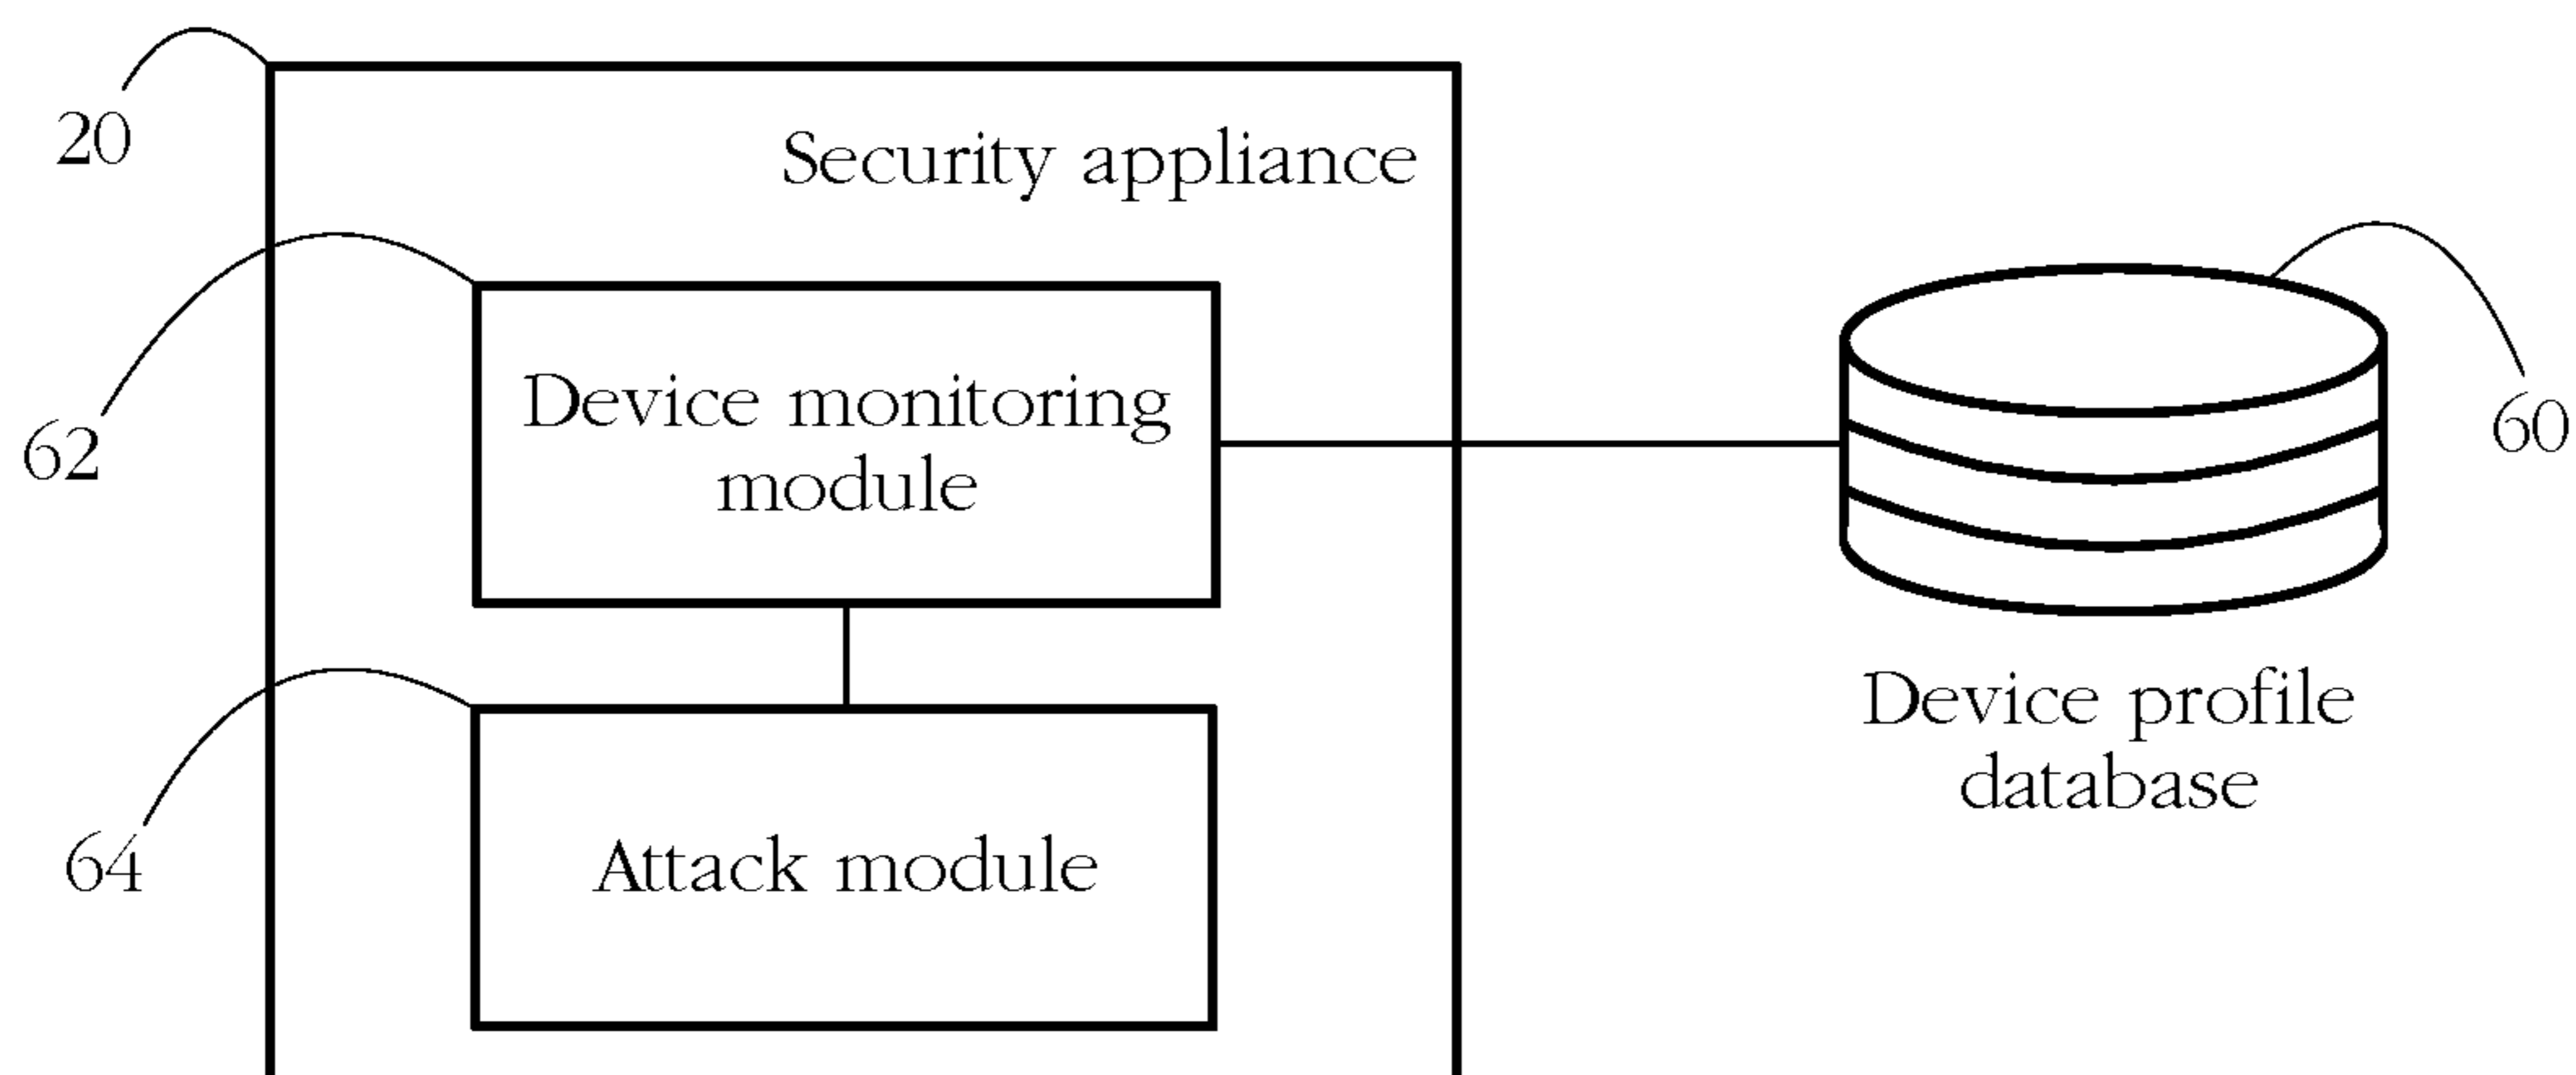 20
Security appliance
62
Device monitoring
module
60
64
Attack module
Device profile
database